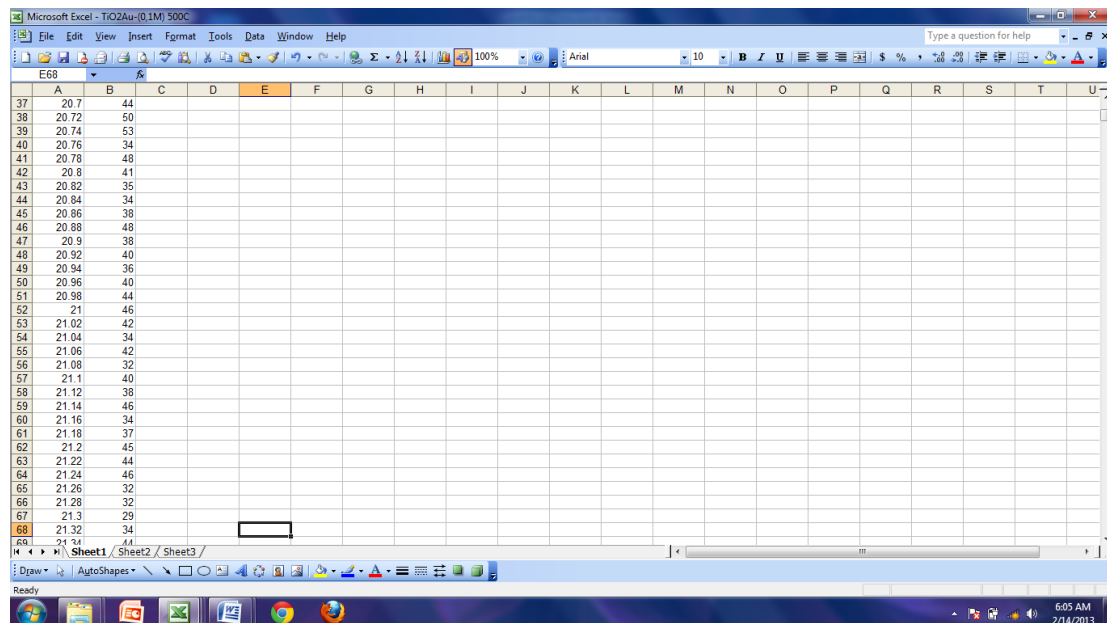 Microsoft Excel - TiO2Au-(0,1M) 500C
File Edit View Insert Format Tools Data Window Help Type a question for help
100% Arial 10 B I U $ % ,
E68 fx
A B C D E F G H I J K L M N O P Q R S T U
37 20.7 44
38 20.72 50
39 20.74 53
40 20.76 34
41 20.78 48
42 20.8 41
43 20.82 35
44 20.84 34
45 20.86 38
46 20.88 48
47 20.9 38
48 20.92 40
49 20.94 36
50 20.96 40
51 20.98 44
52 21 46
53 21.02 42
54 21.04 34
55 21.06 42
56 21.08 32
57 21.1 40
58 21.12 38
59 21.14 46
60 21.16 34
61 21.18 37
62 21.2 45
63 21.22 44
64 21.24 46
65 21.26 32
66 21.28 32
67 21.3 29
68 21.32 34
69 21.34 44
Sheet1 / Sheet2 / Sheet3 /
Draw AutoShapes
Ready
6:05 AM
2/14/2013